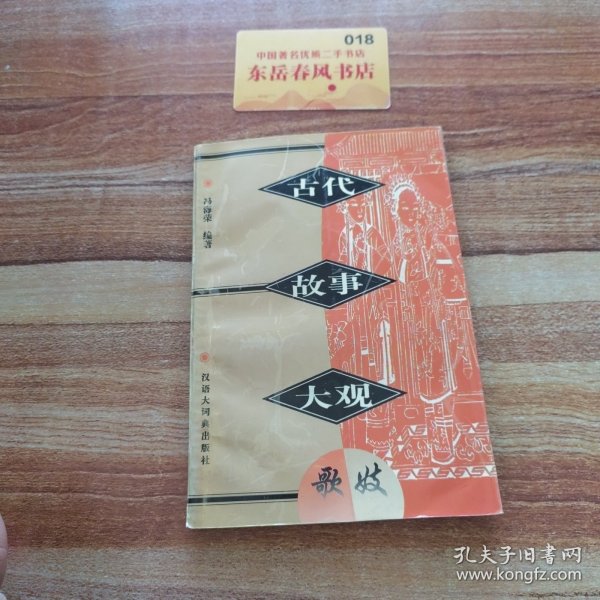 018
中国著名优质二手书店
东岳春风书店
古代
故事
大观
歌妓
冯海荣 编著
汉语大词典出版社
孔夫子旧书网
www.kongfz.com